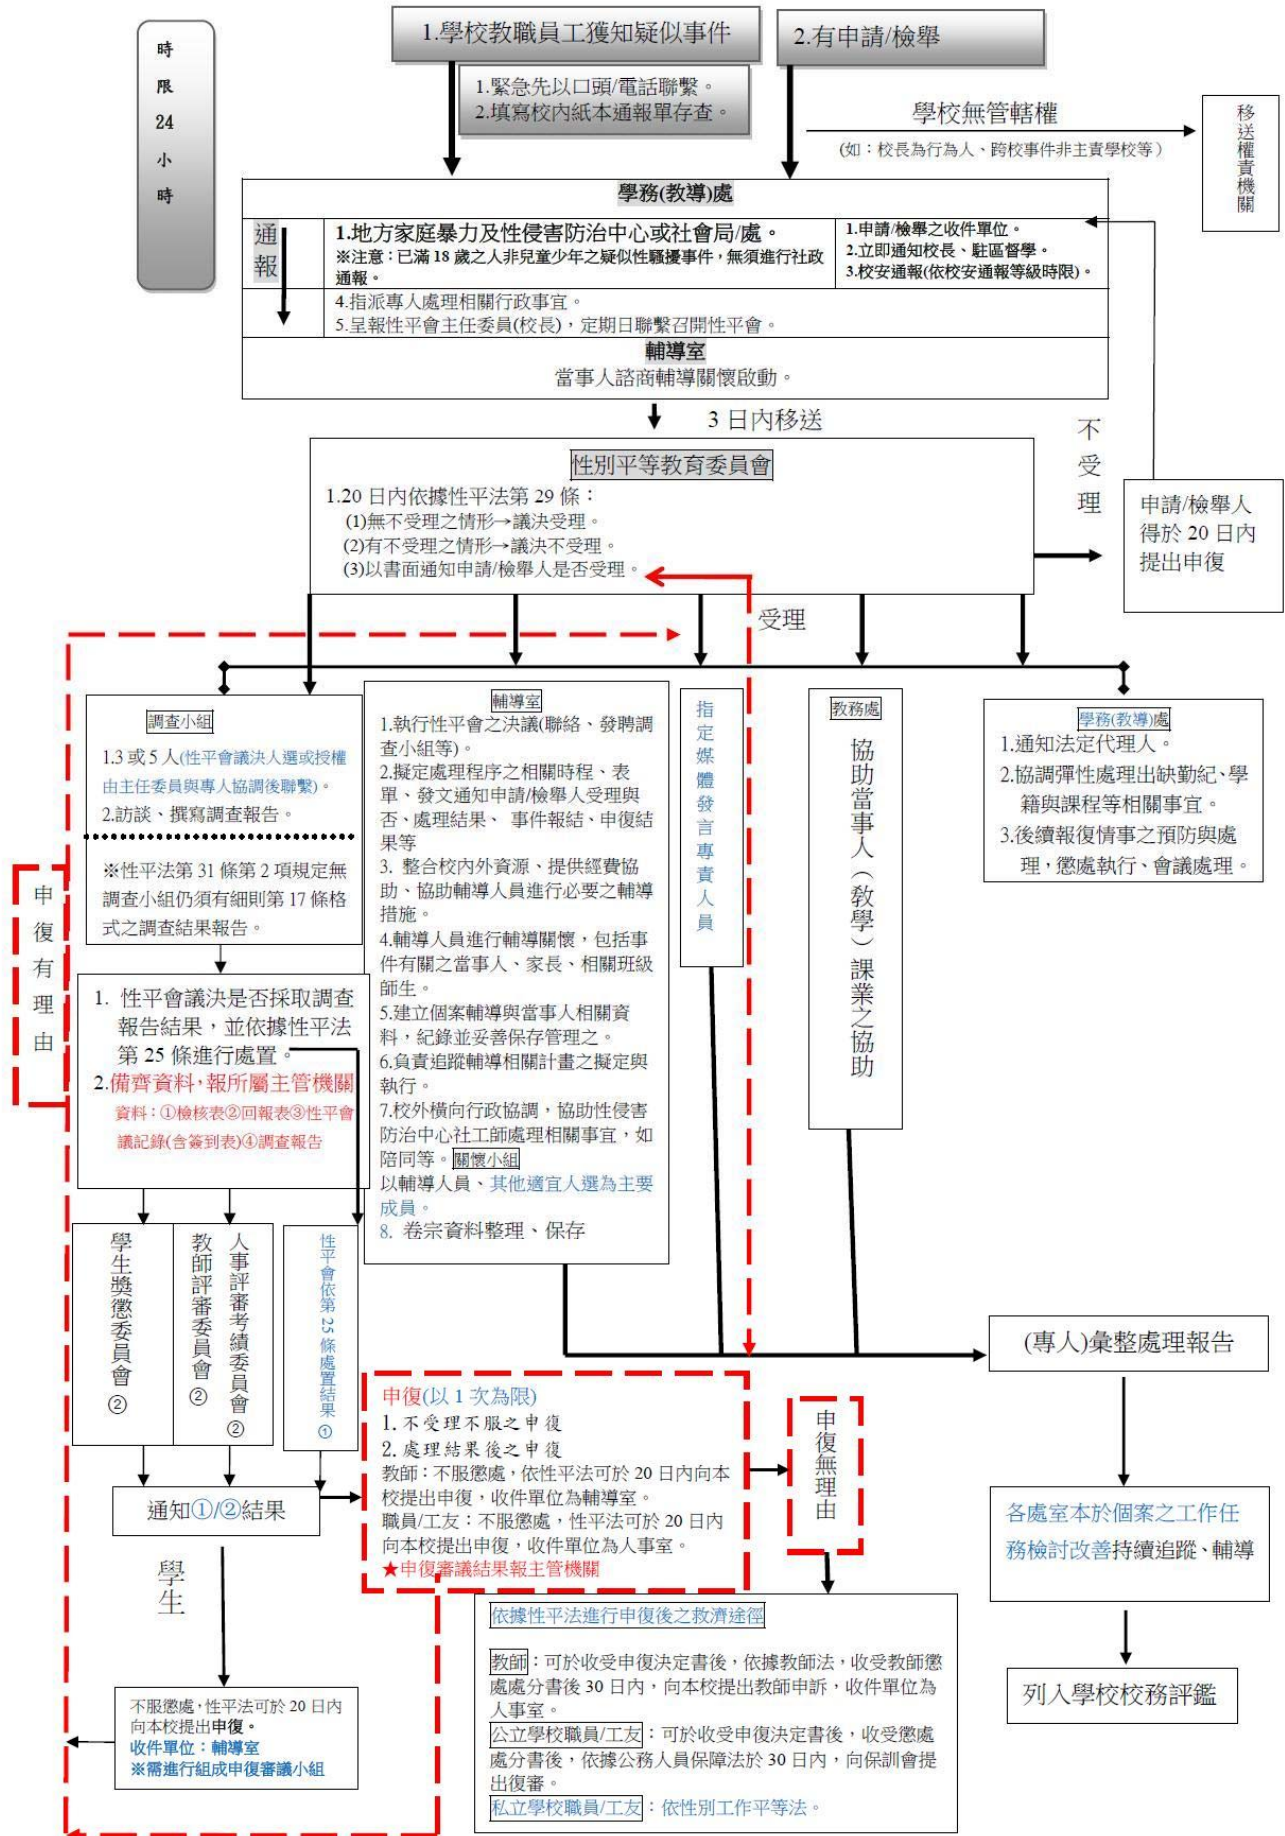 時
限
24
小
時
1.學校教職員工獲知疑似事件
2.有申請/檢舉
1.緊急先以口頭/電話聯繫。
2.填寫校內紙本通報單存查。
學校無管轄權
(如：校長為行為人、跨校事件非主責學校等)
移送權責機關
學務(教導)處
通報
1.地方家庭暴力及性侵害防治中心或社會局/處。
※注意：已滿 18 歲之人非兒童少年之疑似性騷擾事件，無須進行社政
通報。
1.申請/檢舉之收件單位。
2.立即通知校長、駐區督學。
3.校安通報(依校安通報等級時限)。
4.指派專人處理相關行政事宜。
5.呈報性平會主任委員(校長)，定期日聯繫召開性平會。
輔導室
當事人諮商輔導關懷啟動。
3 日內移送
性別平等教育委員會
1.20 日內依據性平法第 29 條：
(1)無不受理之情形→議決受理。
(2)有不受理之情形→議決不受理。
(3)以書面通知申請/檢舉人是否受理。
不受理
申請/檢舉人
得於 20 日內
提出申復
受理
調查小組
1.3 或 5 人(性平會議決人選或授權
由主任委員與專人協調後聯繫)。
2.訪談、撰寫調查報告。
※性平法第 31 條第 2 項規定無
調查小組仍須有細則第 17 條格
式之調查結果報告。
輔導室
1.執行性平會之決議(聯絡、發聘調
查小組等)。
2.擬定處理程序之相關時程、表
單、發文通知申請/檢舉人受理與
否、處理結果、 事件報結、申復結
果等
3. 整合校內外資源、提供經費協
助、協助輔導人員進行必要之輔導
措施。
4.輔導人員進行輔導關懷，包括事
件有關之當事人、家長、相關班級
師生。
5.建立個案輔導與當事人相關資
料，紀錄並妥善保存管理之。
6.負責追蹤輔導相關計畫之擬定與
執行。
7.校外橫向行政協調，協助性侵害
防治中心社工師處理相關事宜，如
陪同等。關懷小組
以輔導人員、其他適宜人選為主要
成員。
8. 卷宗資料整理、保存
指定媒體發言專責人員
教務處
協助當事人（教學）課業之協助
學務(教導)處
1.通知法定代理人。
2.協調彈性處理出缺勤紀、學
籍與課程等相關事宜。
3.後續報復情事之預防與處
理，懲處執行、會議處理。
申復有理由
1. 性平會議決是否採取調查
報告結果，並依據性平法
第 25 條進行處置。
2.備齊資料，報所屬主管機關
資料：①檢核表②回報表③性平會
議記錄(含簽到表)④調查報告
學生獎懲委員會②
教師評審委員會②
人事評審考績委員會②
性平會依第 25 條處置結果①
通知①/②結果
學生
不服懲處，性平法可於 20 日內
向本校提出申復。
收件單位：輔導室
※需進行組成申復審議小組
申復(以 1 次為限)
1.不受理不服之申復
2.處理結果後之申復
教師：不服懲處，依性平法可於 20 日內向本
校提出申復，收件單位為輔導室。
職員/工友：不服懲處，性平法可於 20 日內
向本校提出申復，收件單位為人事室。
★申復審議結果報主管機關
申復無理由
依據性平法進行申復後之救濟途徑
教師：可於收受申復決定書後，依據教師法，收受教師懲
處處分書後 30 日內，向本校提出教師申訴，收件單位為
人事室。
公立學校職員/工友：可於收受申復決定書後，收受懲處
處分書後，依據公務人員保障法於 30 日內，向保訓會提
出復審。
私立學校職員/工友：依性別工作平等法。
(專人)彙整處理報告
各處室本於個案之工作任
務檢討改善持續追蹤、輔導
列入學校校務評鑑